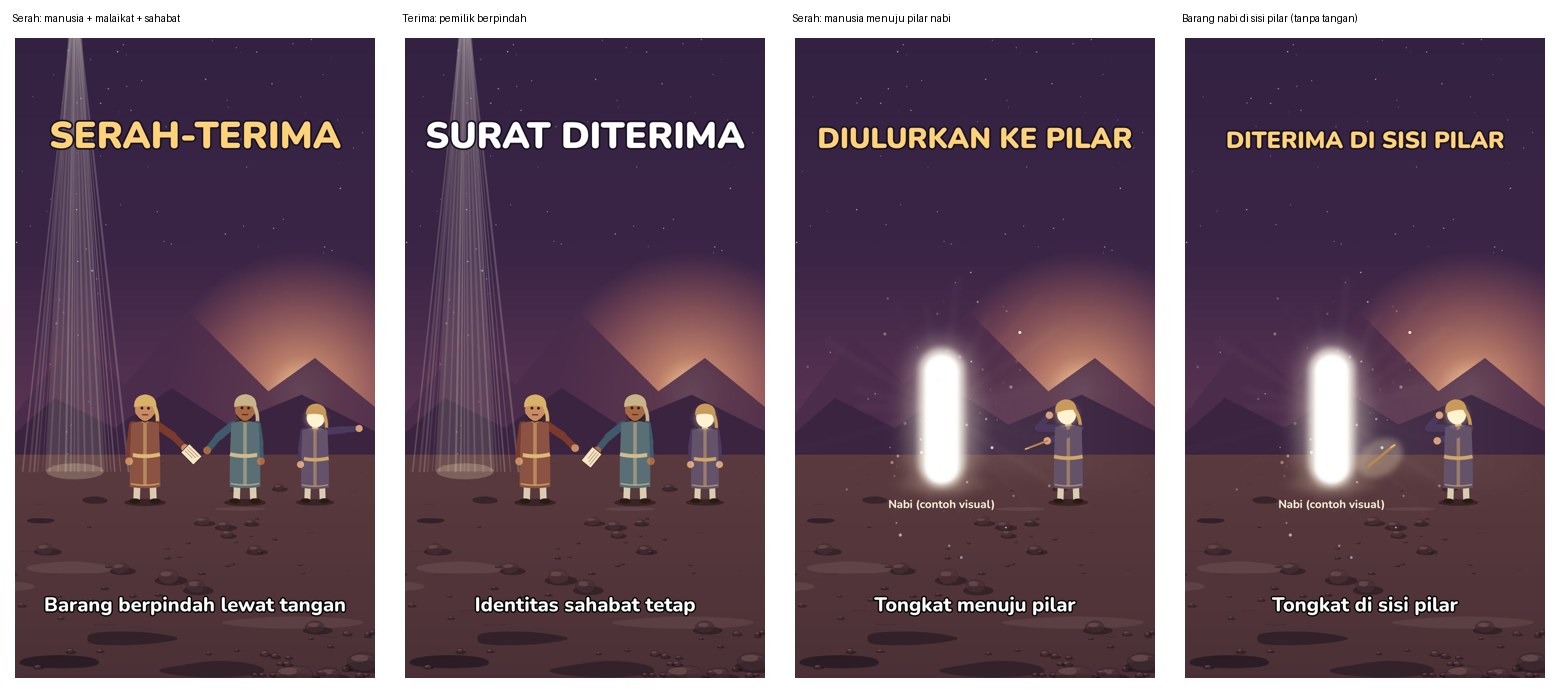 Serah: manusia + malaikat + sahabat
SERAH-TERIMA
Barang berpindah lewat tangan
Terima: pemilik berpindah
SURAT DITERIMA
Identitas sahabat tetap
Serah: manusia menuju pilar nabi
DIULURKAN KE PILAR
Nabi (contoh visual)
Tongkat menuju pilar
Barang nabi di sisi pilar (tanpa tangan)
DITERIMA DI SISI PILAR
Nabi (contoh visual)
Tongkat di sisi pilar